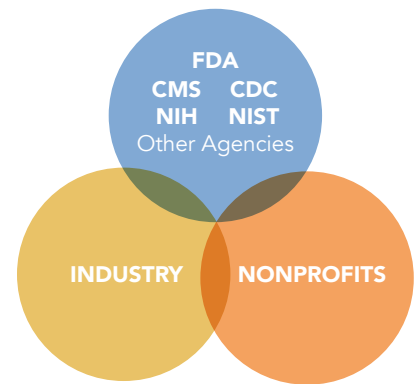 FDA
CMS CDC
NIH NIST
Other Agencies
INDUSTRY NONPROFITS